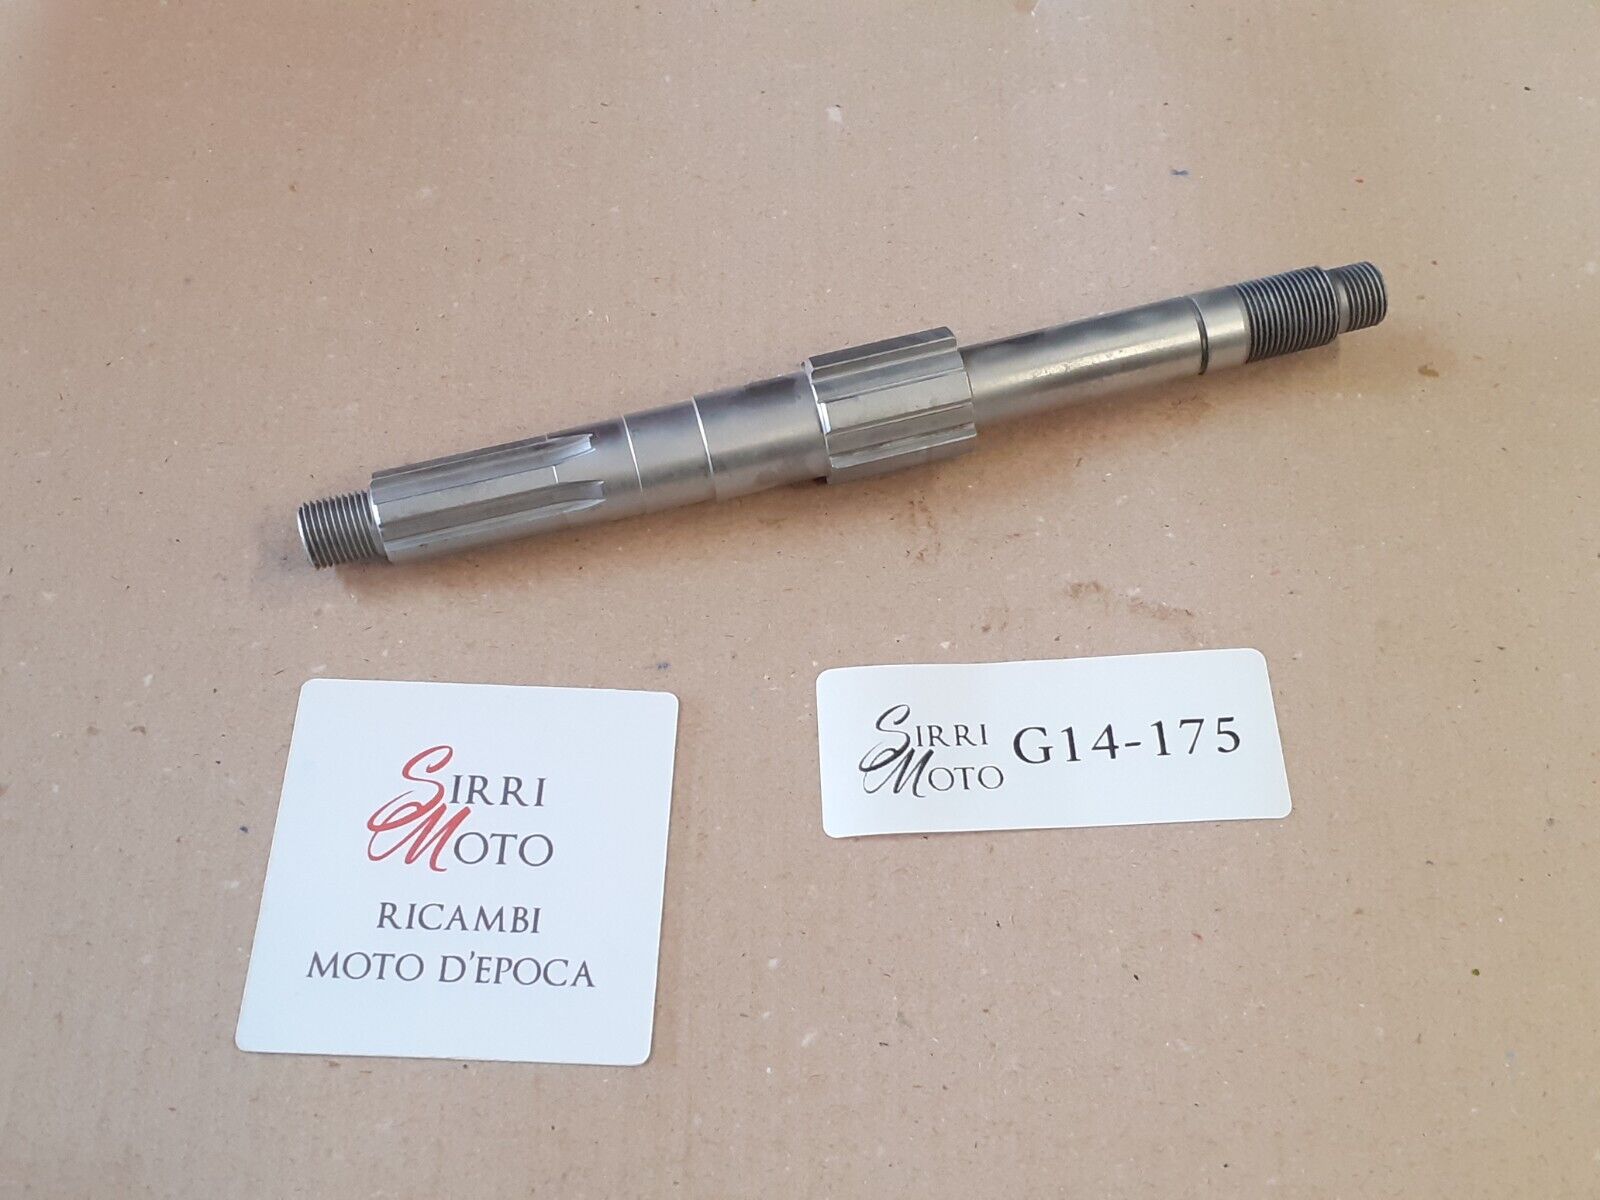 SIRRI
MOTO
RICAMBI
MOTO D'EPOCA
SIRRI
MOTO
G14-175